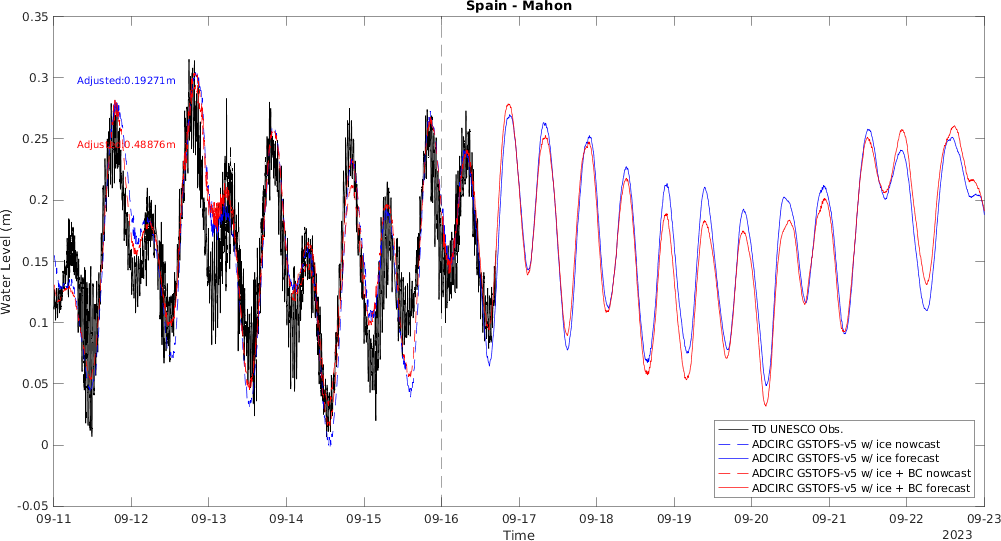 Spain - Mahon
0.35
0.3
0.25
0.2
0.15
0.1
0.05
0
-0.05
Water Level (m)
Adjusted:0.19271m
Adjusted:0.48876m
TD UNESCO Obs.
ADCIRC GSTOFS-v5 w/ ice nowcast
ADCIRC GSTOFS-v5 w/ ice forecast
ADCIRC GSTOFS-v5 w/ ice + BC nowcast
ADCIRC GSTOFS-v5 w/ ice + BC forecast
09-11 09-12 09-13 09-14 09-15 09-16 09-17 09-18 09-19 09-20 09-21 09-22 09-23
Time
2023